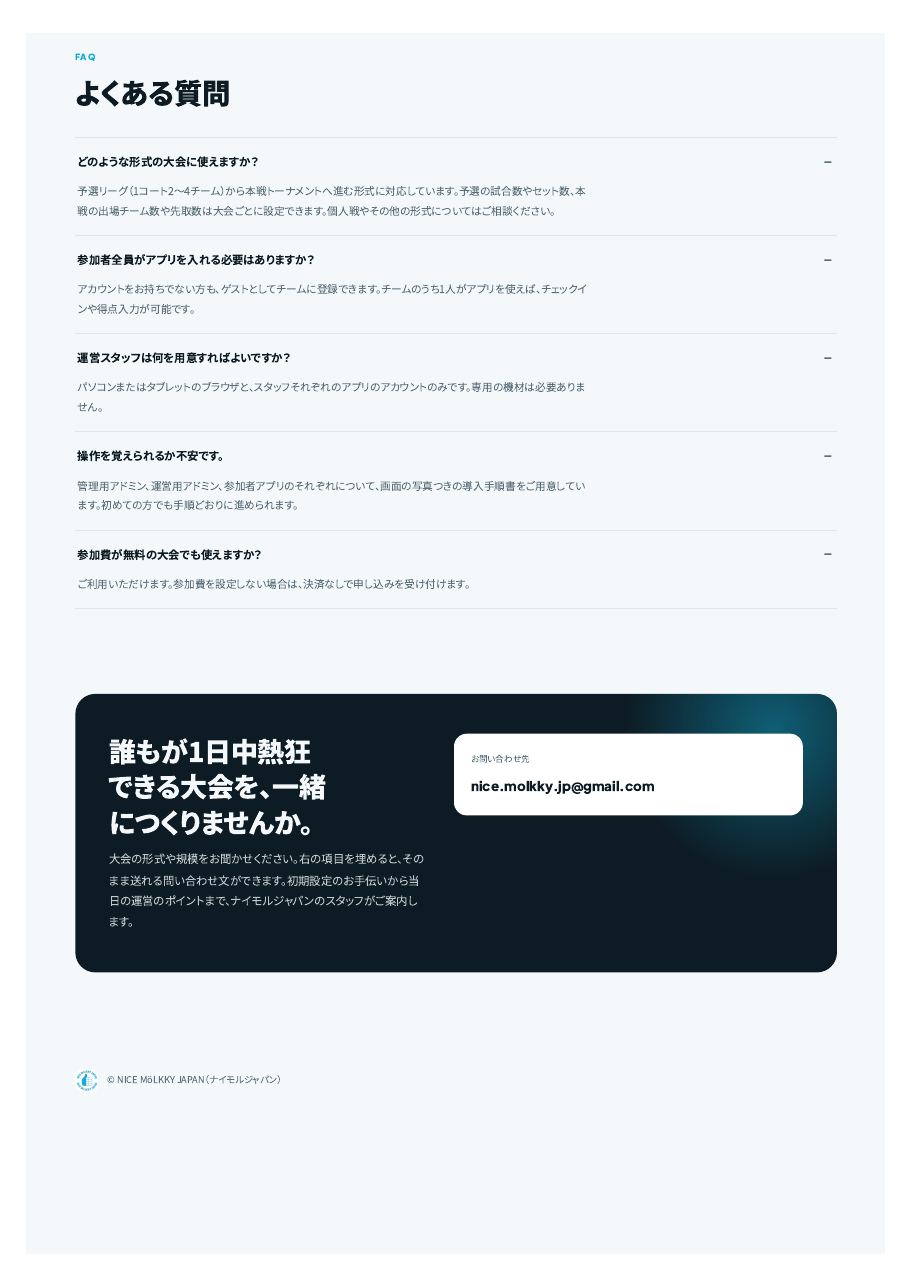 FAQ
よくある質問
どのような形式の大会に使えますか？
予選リーグ（1コート2〜4チーム）から本戦トーナメントへ進む形式に対応しています。予選の試合数やセット数、本
戦の出場チーム数や先取数は大会ごとに設定できます。個人戦やその他の形式についてはご相談ください。
参加者全員がアプリを入れる必要はありますか？
アカウントをお持ちでない方も、ゲストとしてチームに登録できます。チームのうち1人がアプリを使えば、チェックイ
ンや得点入力が可能です。
運営スタッフは何を用意すればよいですか？
パソコンまたはタブレットのブラウザと、スタッフそれぞれのアプリのアカウントのみです。専用の機材は必要ありま
せん。
操作を覚えられるか不安です。
管理用アドミン、運営用アドミン、参加者アプリのそれぞれについて、画面の写真つきの導入手順書をご用意してい
ます。初めての方でも手順どおりに進められます。
参加費が無料の大会でも使えますか？
ご利用いただけます。参加費を設定しない場合は、決済なしで申し込みを受け付けます。
誰もが1日中熱狂
できる大会を、一緒
につくりませんか。
大会の形式や規模をお聞かせください。右の項目を埋めると、その
まま送れる問い合わせ文ができます。初期設定のお手伝いから当
日の運営のポイントまで、ナイモルジャパンのスタッフがご案内し
ます。
お問い合わせ先
nice.molkky.jp@gmail.com
© NICE MöLKKY JAPAN（ナイモルジャパン）